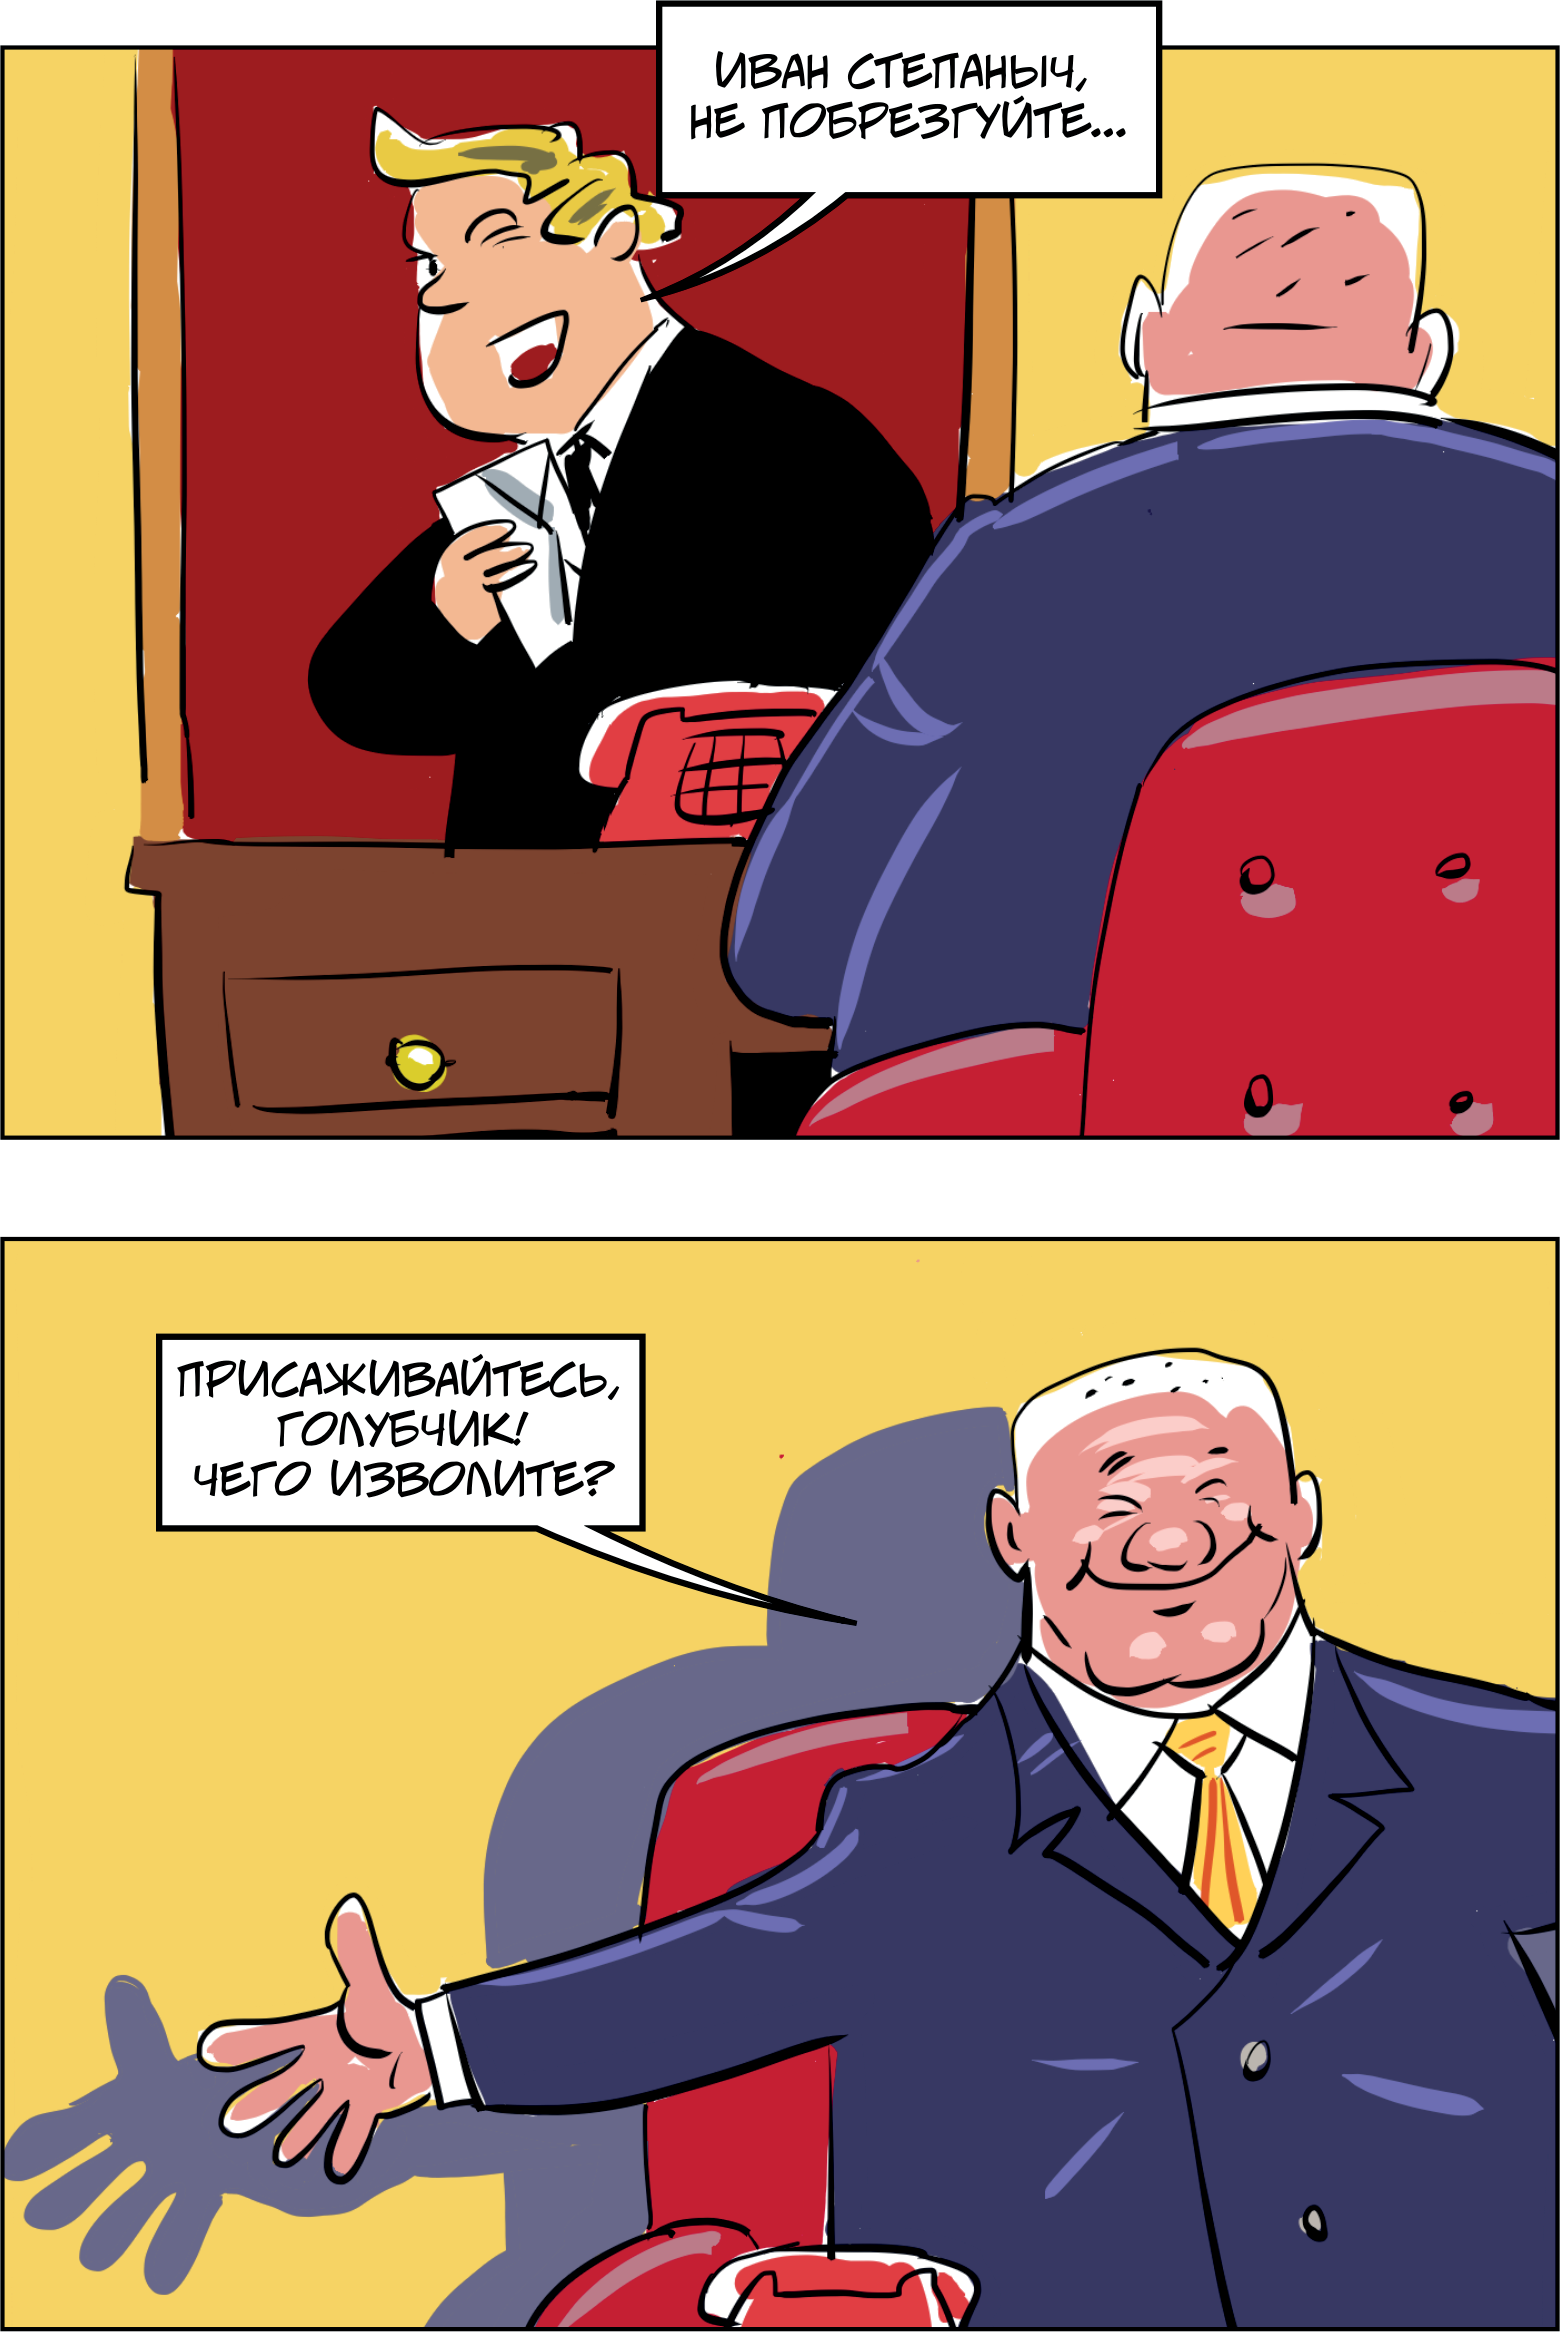 ИВАН СТЕПАНЫЧ,
НЕ ПОБРЕЗГУЙТЕ...
ПРИСАЖИВАЙТЕСЬ,
ГОЛУБЧИК!
ЧЕГО ИЗВОЛИТЕ?